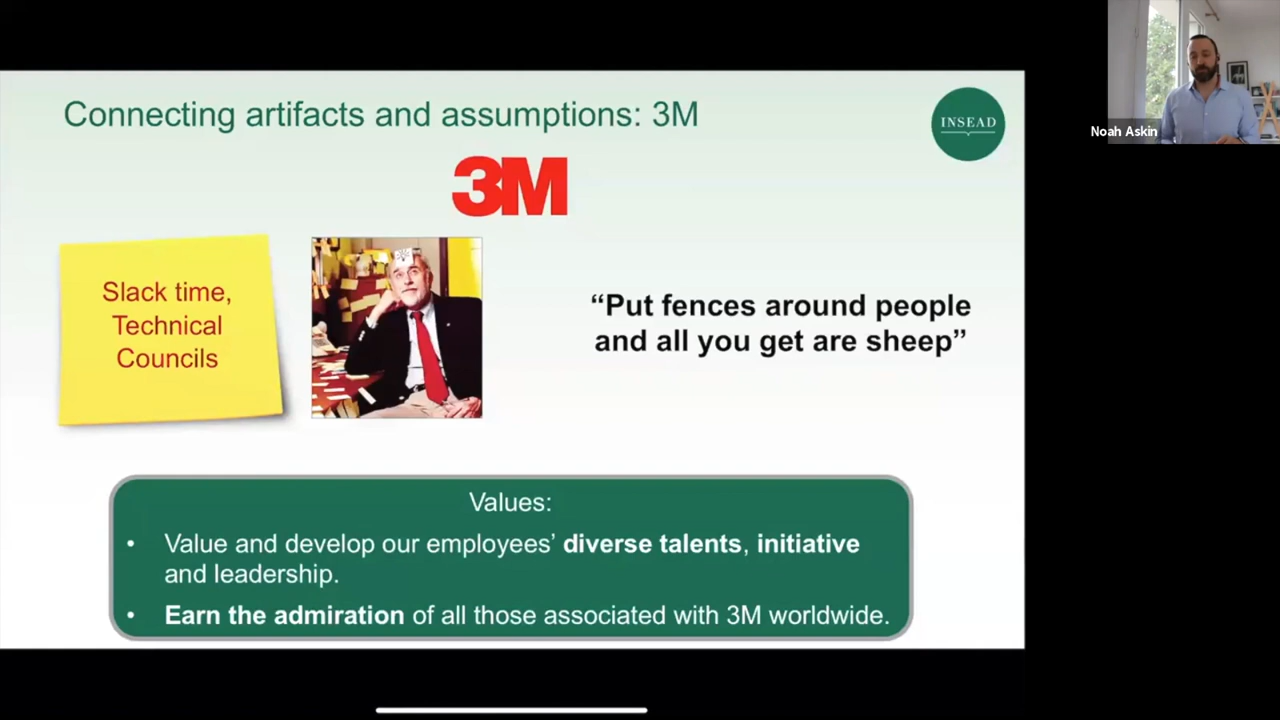 Connecting artifacts and assumptions: 3M
INSEAD
Noah Askin
3M
Slack time,
Technical
Councils
“Put fences around people
and all you get are sheep”
Values:
• Value and develop our employees’ diverse talents, initiative
and leadership.
• Earn the admiration of all those associated with 3M worldwide.